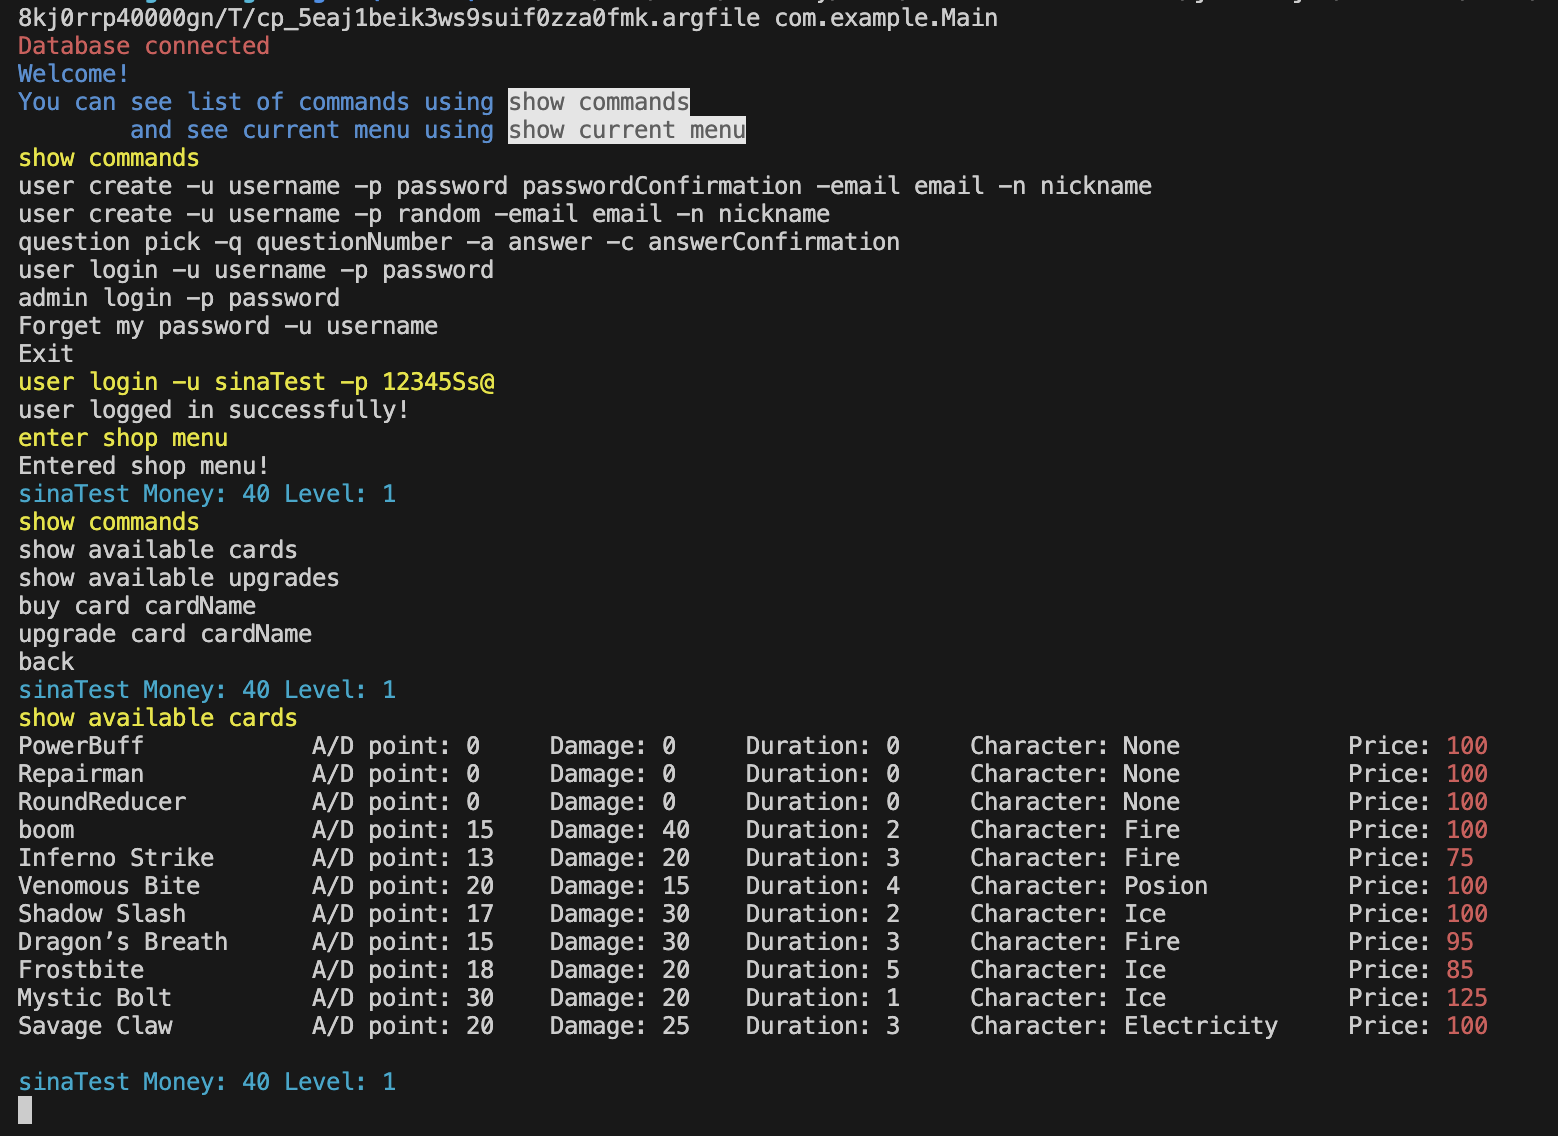 8kj0rrp40000gn/T/cp_5eaj1beik3ws9suif0zza0fmk.argfile com.example.Main
Database connected
Welcome!
You can see list of commands using show commands
and see current menu using show current menu
show commands
user create -u username -p password passwordConfirmation -email email -n nickname
user create -u username -p random -email email -n nickname
question pick -q questionNumber -a answer -c answerConfirmation
user login -u username -p password
admin login -p password
Forget my password -u username
Exit
user login -u sinaTest -p 12345Ss@
user logged in successfully!
enter shop menu
Entered shop menu!
sinaTest Money: 40 Level: 1
show commands
show available cards
show available upgrades
buy card cardName
upgrade card cardName
back
sinaTest Money: 40 Level: 1
show available cards
PowerBuff A/D point: 0 Damage: 0 Duration: 0 Character: None Price: 100
Repairman A/D point: 0 Damage: 0 Duration: 0 Character: None Price: 100
RoundReducer A/D point: 0 Damage: 0 Duration: 0 Character: None Price: 100
boom A/D point: 15 Damage: 40 Duration: 2 Character: Fire Price: 100
Inferno Strike A/D point: 13 Damage: 20 Duration: 3 Character: Fire Price: 75
Venomous Bite A/D point: 20 Damage: 15 Duration: 4 Character: Posion Price: 100
Shadow Slash A/D point: 17 Damage: 30 Duration: 2 Character: Ice Price: 100
Dragon’s Breath A/D point: 15 Damage: 30 Duration: 3 Character: Fire Price: 95
Frostbite A/D point: 18 Damage: 20 Duration: 5 Character: Ice Price: 85
Mystic Bolt A/D point: 30 Damage: 20 Duration: 1 Character: Ice Price: 125
Savage Claw A/D point: 20 Damage: 25 Duration: 3 Character: Electricity Price: 100
sinaTest Money: 40 Level: 1